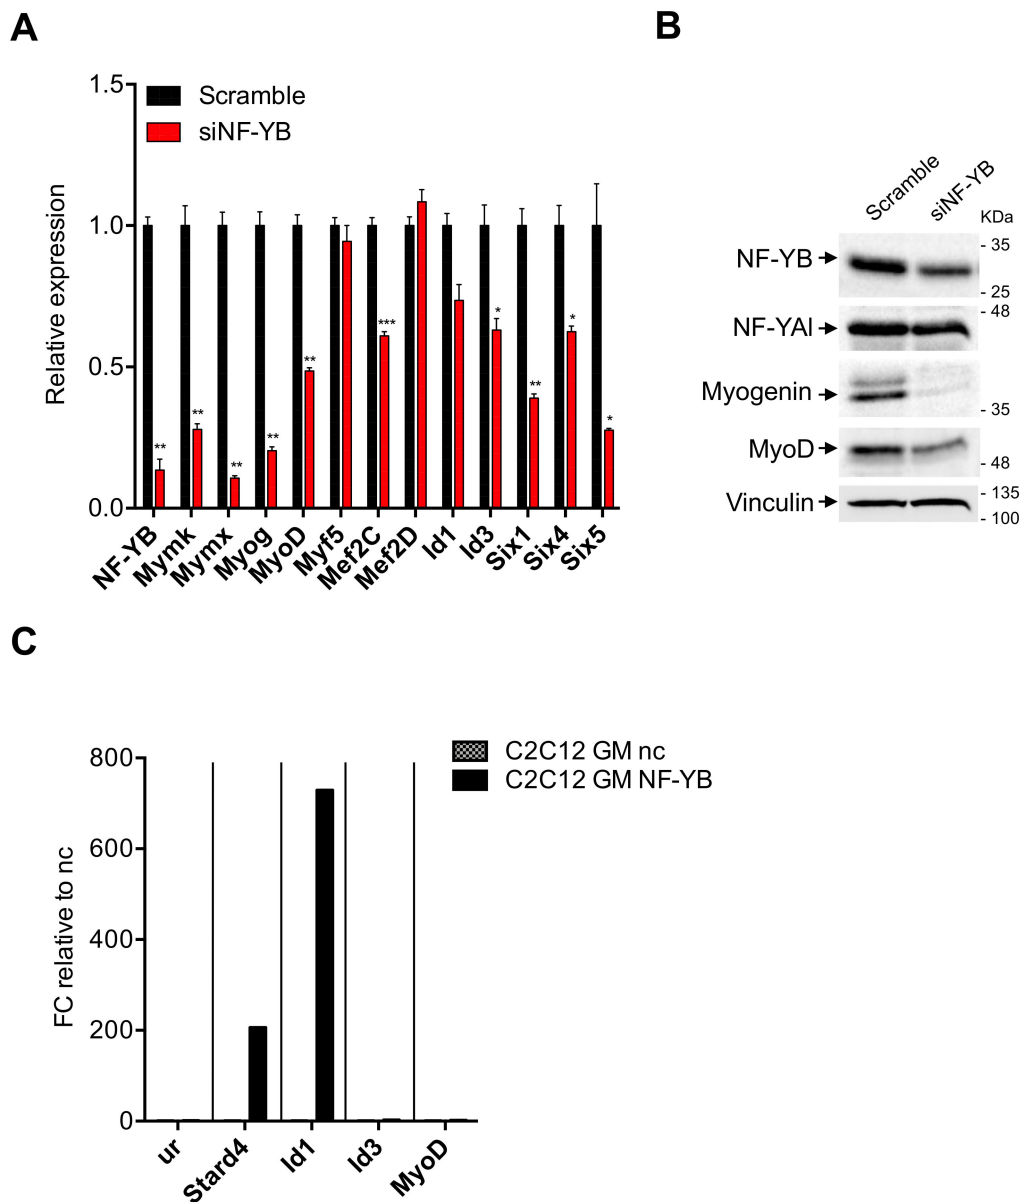 A
1.5
1.0
0.5
0.0
Relative expression
Scramble
siNF-YB
**
**
**
**
**
***
*
**
*
*
NF-YB
Mymk
Mymx
Myog
MyoD
Myf5
Mef2C
Mef2D
Id1
Id3
Six1
Six4
Six5
B
Scramble
siNF-YB
KDa
NF-YB
- 35
- 25
NF-YAl
- 48
Myogenin
- 35
MyoD
- 48
Vinculin
- 135
- 100
C
C2C12 GM nc
C2C12 GM NF-YB
800
600
400
200
0
FC relative to nc
ur
Stard4
Id1
Id3
MyoD